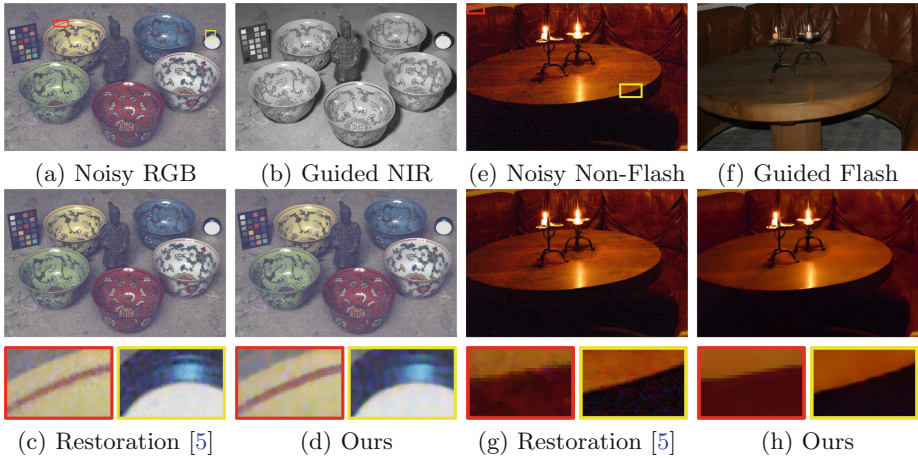 (a) Noisy RGB
(b) Guided NIR
(e) Noisy Non-Flash
(f) Guided Flash
(c) Restoration [5]
(d) Ours
(g) Restoration [5]
(h) Ours